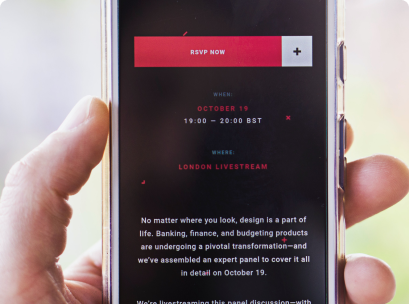 RSVP NOW +
WHEN:
OCTOBER 19
19:00 — 20:00 BST
WHERE:
LONDON LIVESTREAM
No matter where you look, design is a part of
life. Banking, finance, and budgeting products
are undergoing a pivotal transformation—and
we've assembled an expert panel to cover it all
in detail on October 19.
We're livestreaming this panel discussion—with